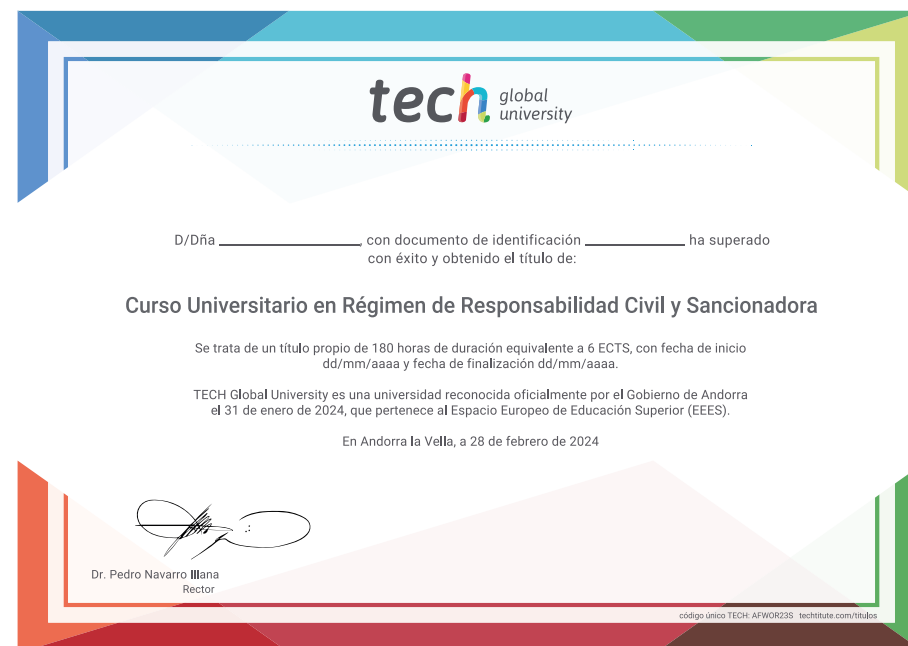 tech global university
D/Dña ____________________, con documento de identificación ______________ ha superado
con éxito y obtenido el título de:
Curso Universitario en Régimen de Responsabilidad Civil y Sancionadora
Se trata de un título propio de 180 horas de duración equivalente a 6 ECTS, con fecha de inicio
dd/mm/aaaa y fecha de finalización dd/mm/aaaa.
TECH Global University es una universidad reconocida oficialmente por el Gobierno de Andorra
el 31 de enero de 2024, que pertenece al Espacio Europeo de Educación Superior (EEES).
En Andorra la Vella, a 28 de febrero de 2024
Dr. Pedro Navarro Illana
Rector
código único TECH: AFWOR23S techtitute.com/titulos